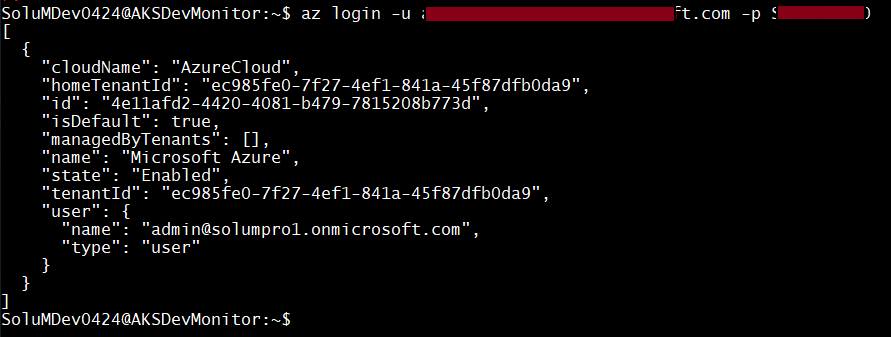 SoluMDev0424@AKSDevMonitor:~$ az login -u a ft.com -p S )
[
  {
    "cloudName": "AzureCloud",
    "homeTenantId": "ec985fe0-7f27-4ef1-841a-45f87dfb0da9",
    "id": "4e11afd2-4420-4081-b479-7815208b773d",
    "isDefault": true,
    "managedByTenants": [],
    "name": "Microsoft Azure",
    "state": "Enabled",
    "tenantId": "ec985fe0-7f27-4ef1-841a-45f87dfb0da9",
    "user": {
      "name": "admin@solumpro1.onmicrosoft.com",
      "type": "user"
    }
  }
]
SoluMDev0424@AKSDevMonitor:~$